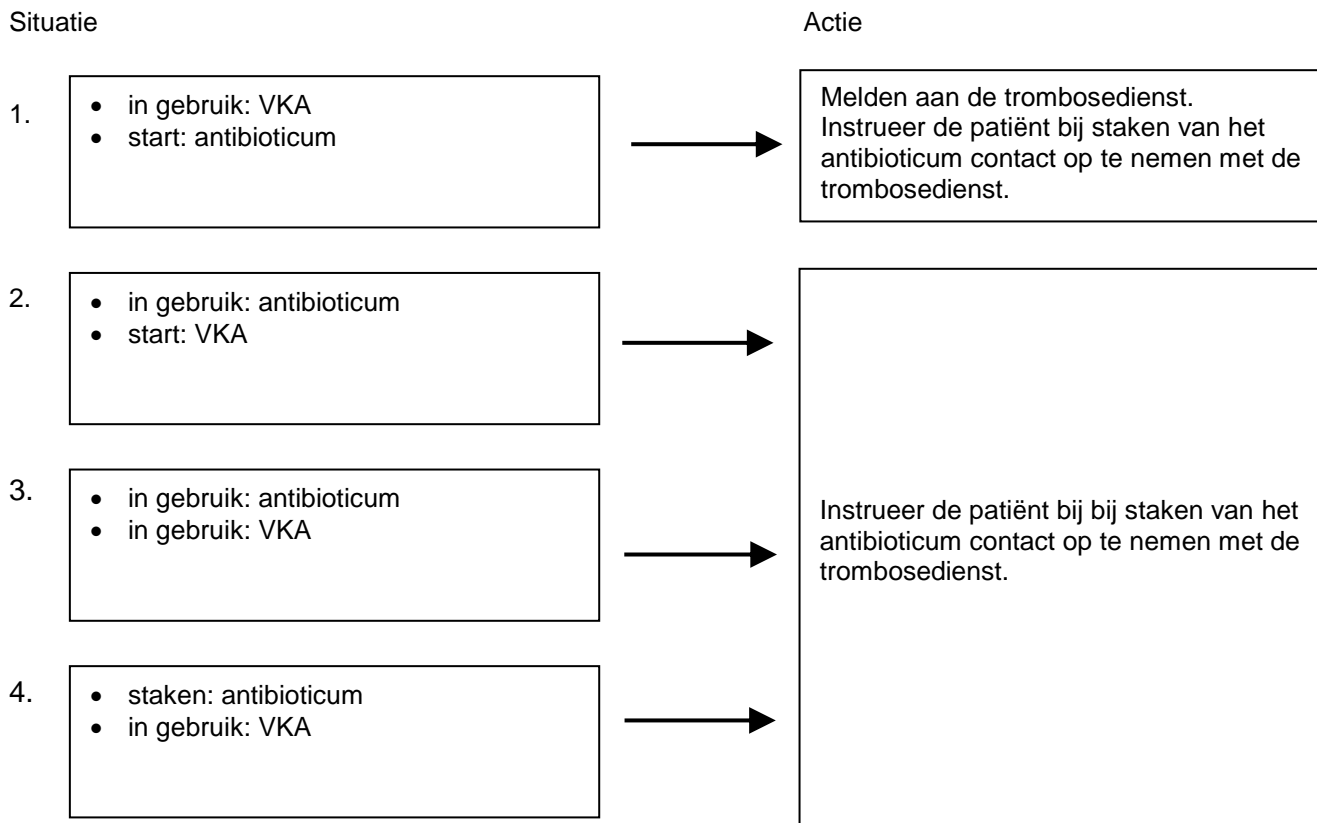 Situatie
Actie
1.
• in gebruik: VKA
• start: antibioticum
Melden aan de trombosedienst.
Instrueer de patiënt bij staken van het
antibioticum contact op te nemen met de
trombosedienst.
2.
• in gebruik: antibioticum
• start: VKA
3.
• in gebruik: antibioticum
• in gebruik: VKA
Instrueer de patiënt bij bij staken van het
antibioticum contact op te nemen met de
trombosedienst.
4.
• staken: antibioticum
• in gebruik: VKA